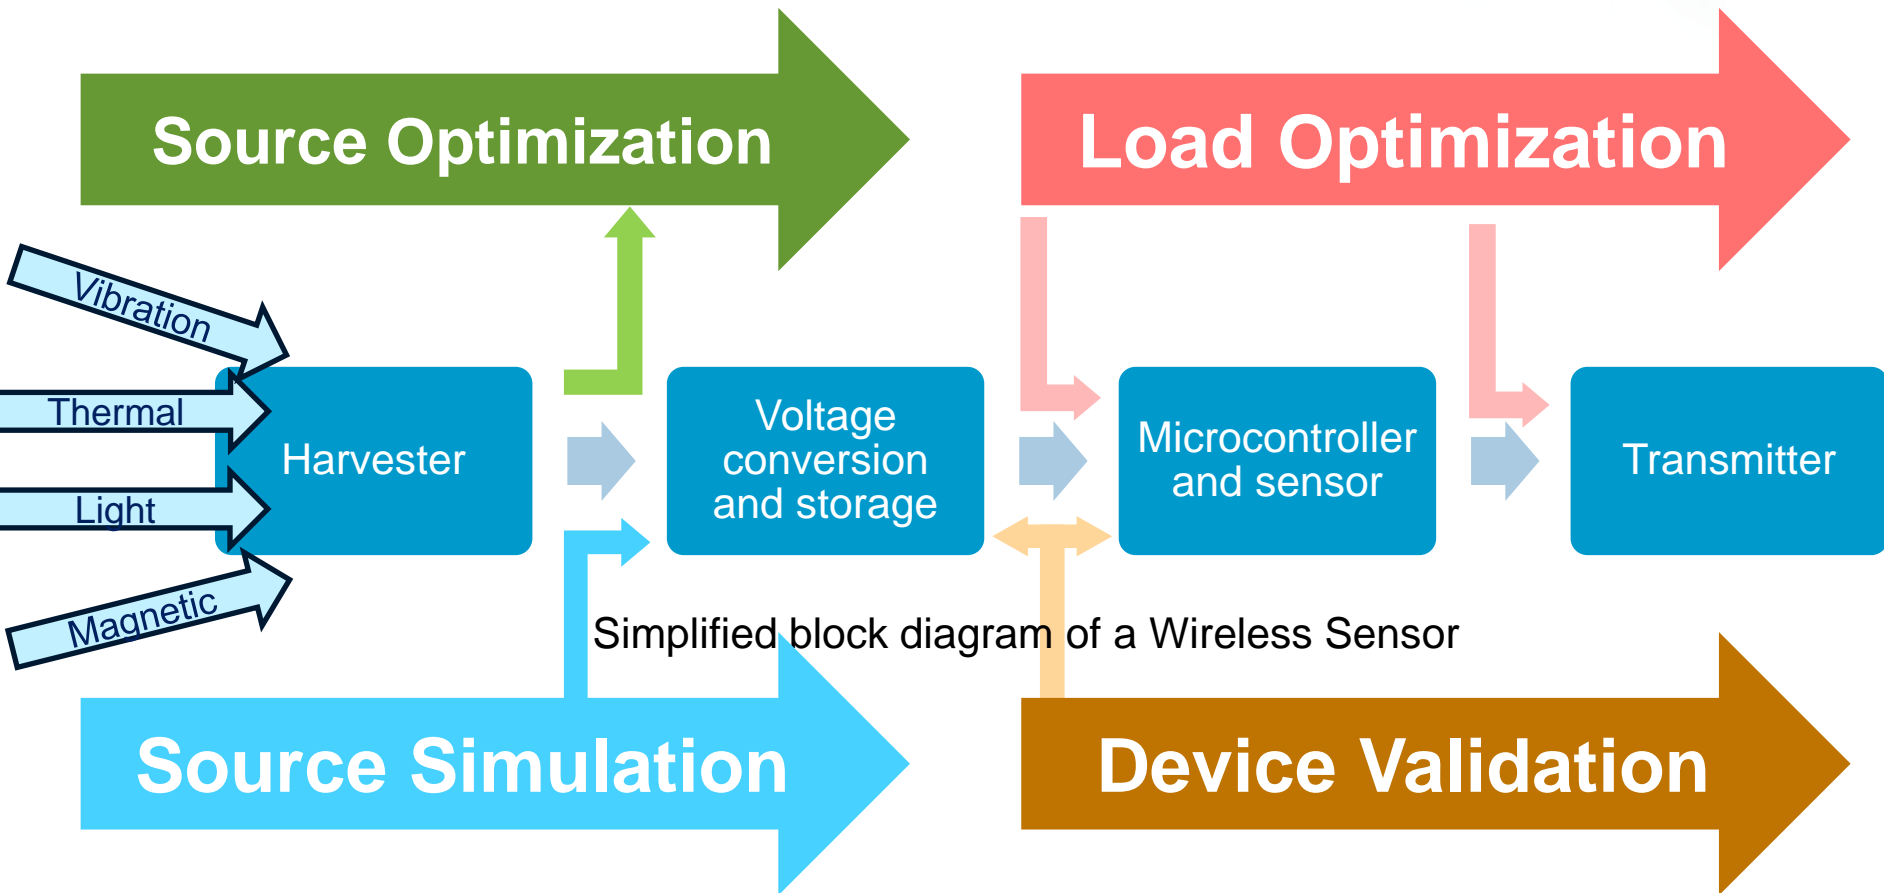 Source Optimization
Load Optimization
Vibration
Thermal
Light
Magnetic
Harvester
Voltage
conversion
and storage
Microcontroller
and sensor
Transmitter
Simplified block diagram of a Wireless Sensor
Source Simulation
Device Validation